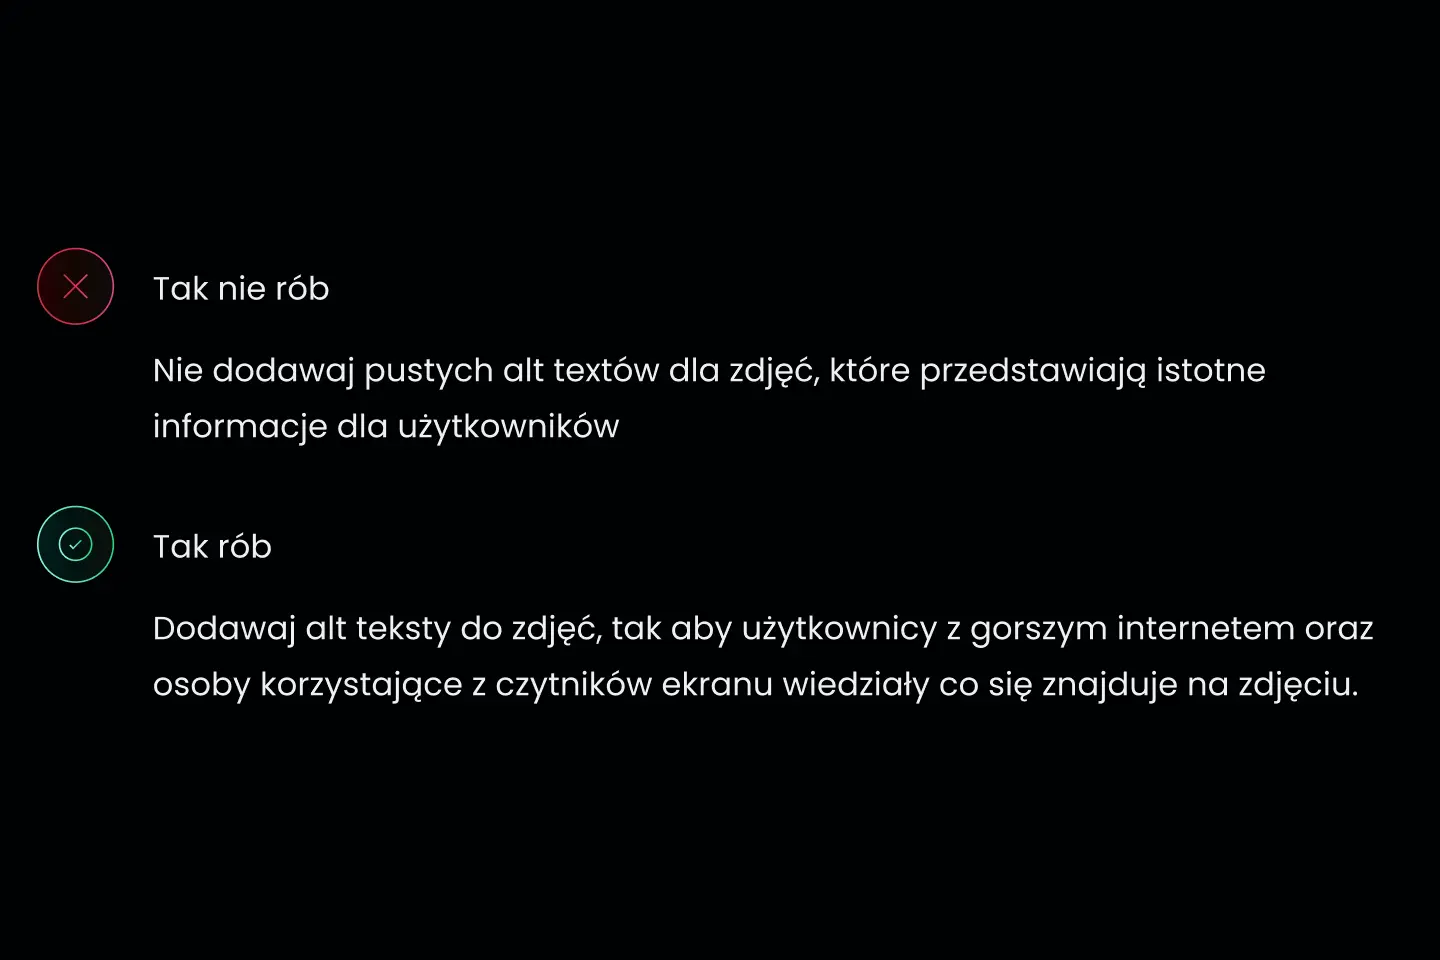 Tak nie rób
Nie dodawaj pustych alt textów dla zdjęć, które przedstawiają istotne
informacje dla użytkowników
Tak rób
Dodawaj alt teksty do zdjęć, tak aby użytkownicy z gorszym internetem oraz
osoby korzystające z czytników ekranu wiedziały co się znajduje na zdjęciu.